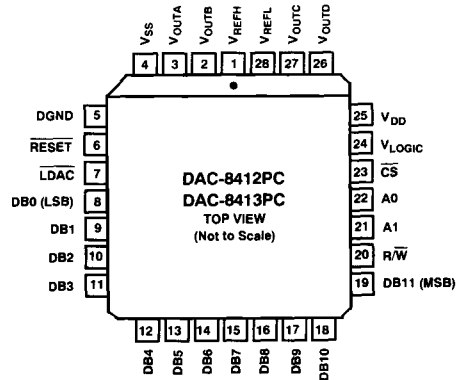 VSS VOUTA VOUTB VREFH VREFL VOUTC VOUTD
4 3 2 1 28 27 26
DGND 5
RESET 6
LDAC 7
DB0 (LSB) 8
DB1 9
DB2 10
DB3 11
DAC-8412PC
DAC-8413PC
TOP VIEW
(Not to Scale)
25 VDD
24 VLOGIC
23 CS
22 A0
21 A1
20 R/W
19 DB11 (MSB)
12 13 14 15 16 17 18
DB4 DB5 DB6 DB7 DB8 DB9 DB10